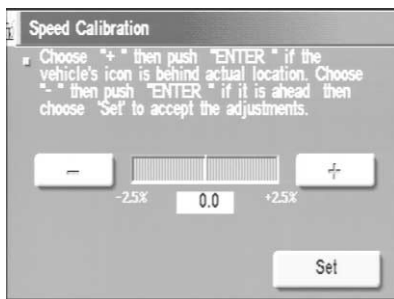 Speed Calibration
Choose "+ " then push "ENTER " if the
vehicle's icon is behind actual location. Choose
"- " then push "ENTER " if it is ahead  then
choose 'Set' to accept the adjustments.
- +
-2.5% 0.0 +2.5%
Set